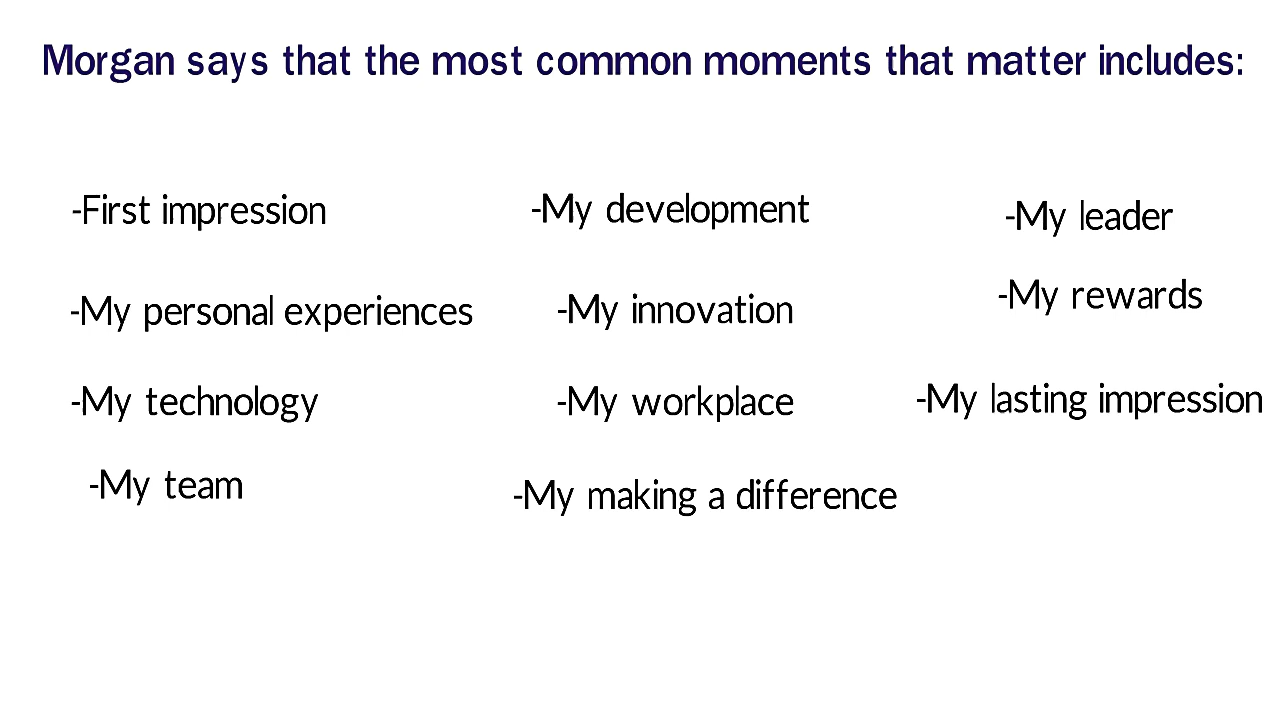 Morgan says that the most common moments that matter includes:
-First impression
-My personal experiences
-My technology
-My team
-My development
-My innovation
-My workplace
-My making a difference
-My leader
-My rewards
-My lasting impression